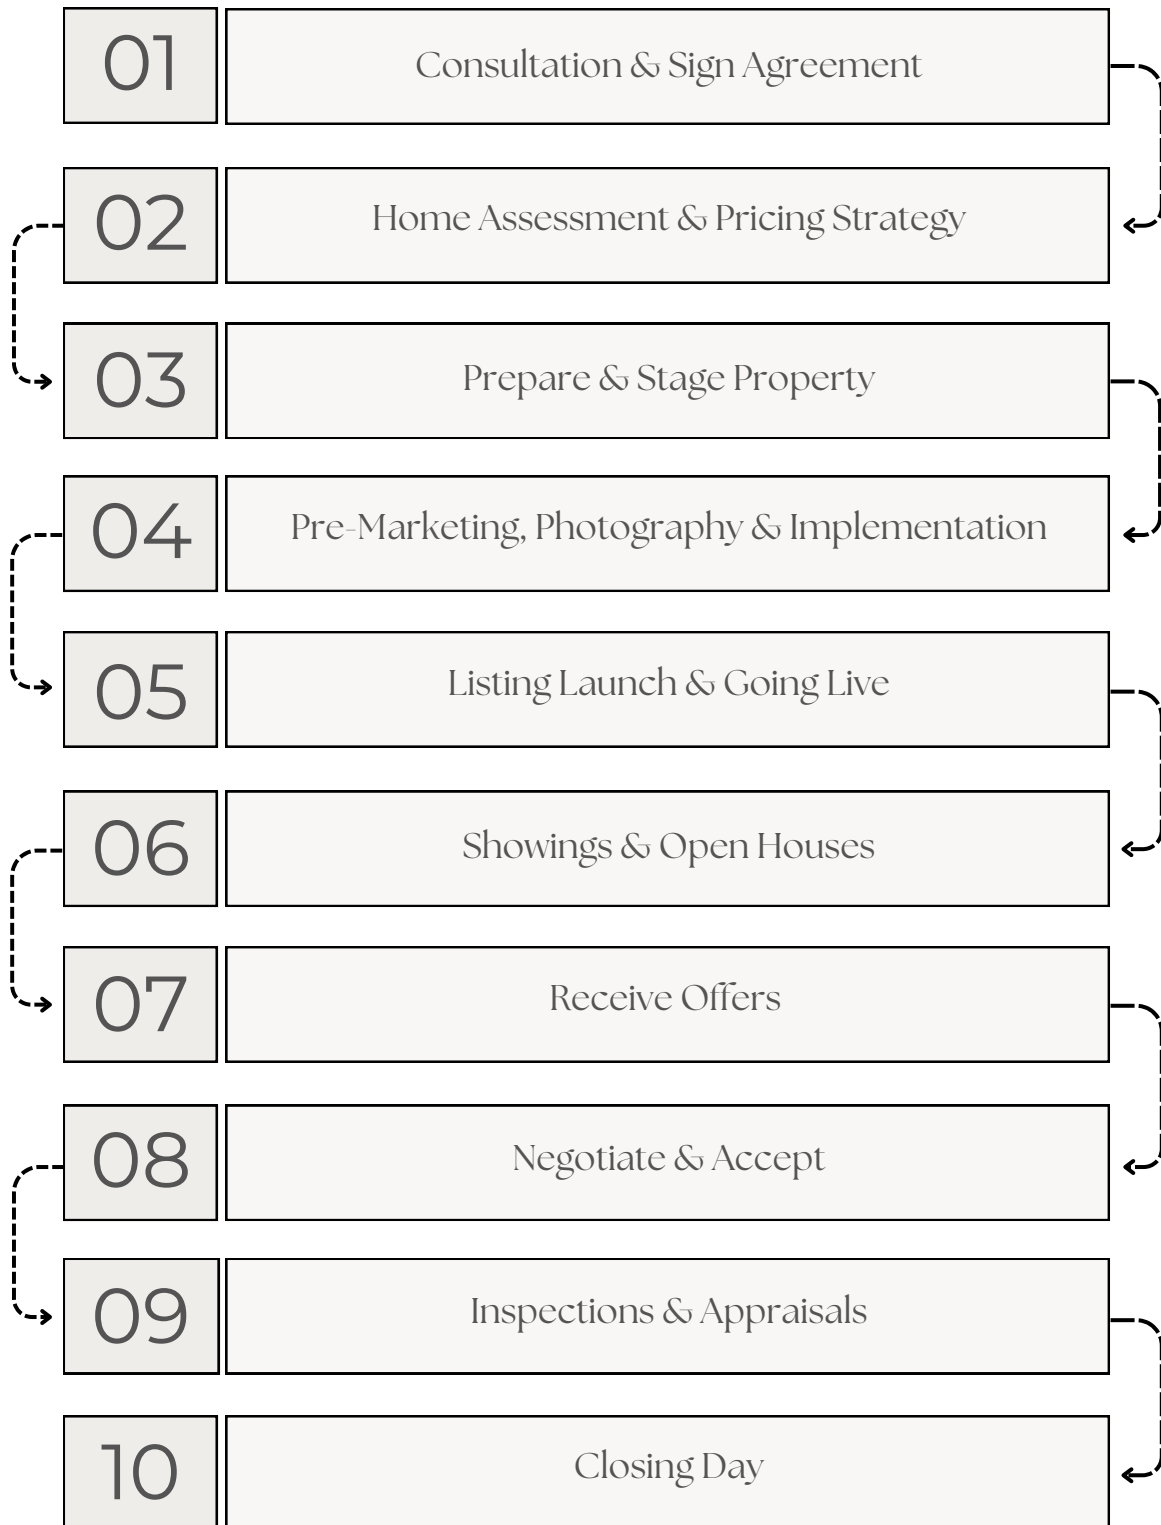 01
Consultation & Sign Agreement
02
Home Assessment & Pricing Strategy
03
Prepare & Stage Property
04
Pre-Marketing, Photography & Implementation
05
Listing Launch & Going Live
06
Showings & Open Houses
07
Receive Offers
08
Negotiate & Accept
09
Inspections & Appraisals
10
Closing Day